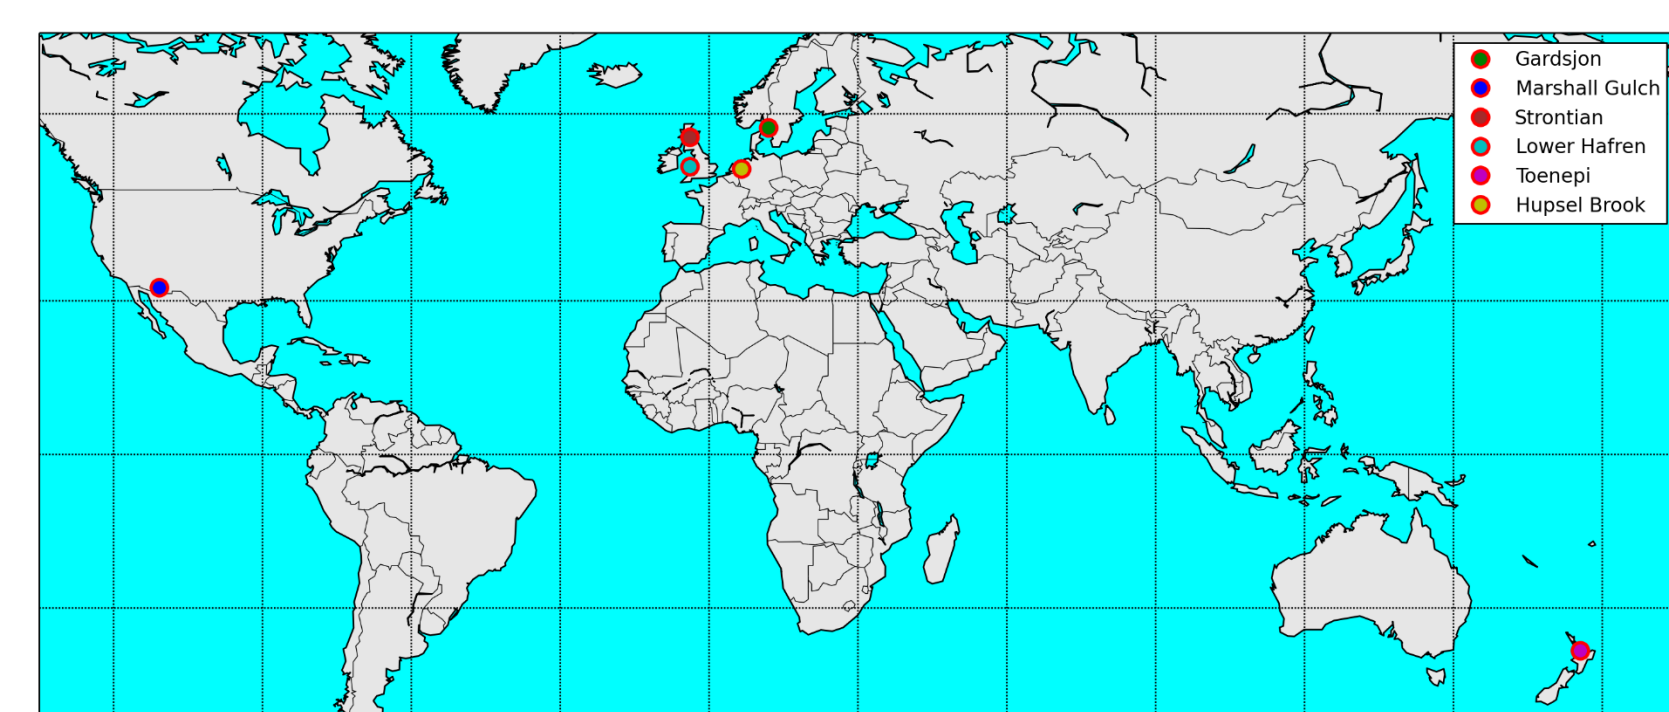 Gardsjon
Marshall Gulch
Strontian
Lower Hafren
Toenepi
Hupsel Brook